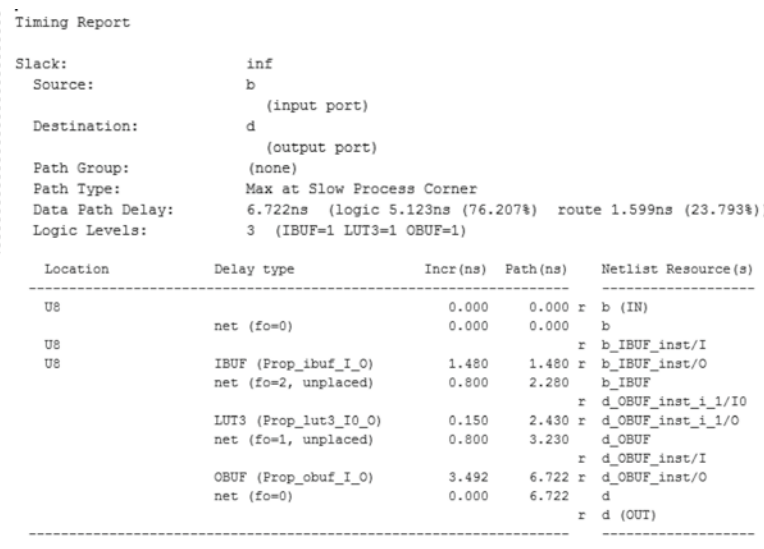 Timing Report
Slack: inf
Source: b
(input port)
Destination: d
(output port)
Path Group: (none)
Path Type: Max at Slow Process Corner
Data Path Delay: 6.722ns (logic 5.123ns (76.207%) route 1.599ns (23.793%)
Logic Levels: 3 (IBUF=1 LUT3=1 OBUF=1)
Location Delay type Incr(ns) Path(ns) Netlist Resource(s)
------------------------------------------------------------------- -------------------
U8 0.000 0.000 r b (IN)
net (fo=0) 0.000 0.000 b
U8 r b_IBUF_inst/I
U8 IBUF (Prop_ibuf_I_O) 1.480 1.480 r b_IBUF_inst/O
net (fo=2, unplaced) 0.800 2.280 b_IBUF
r d_OBUF_inst_i_1/I0
LUT3 (Prop_lut3_I0_O) 0.150 2.430 r d_OBUF_inst_i_1/O
net (fo=1, unplaced) 0.800 3.230 d_OBUF
r d_OBUF_inst/I
OBUF (Prop_obuf_I_O) 3.492 6.722 r d_OBUF_inst/O
net (fo=0) 0.000 6.722 d
r d (OUT)
------------------------------------------------------------------- -------------------